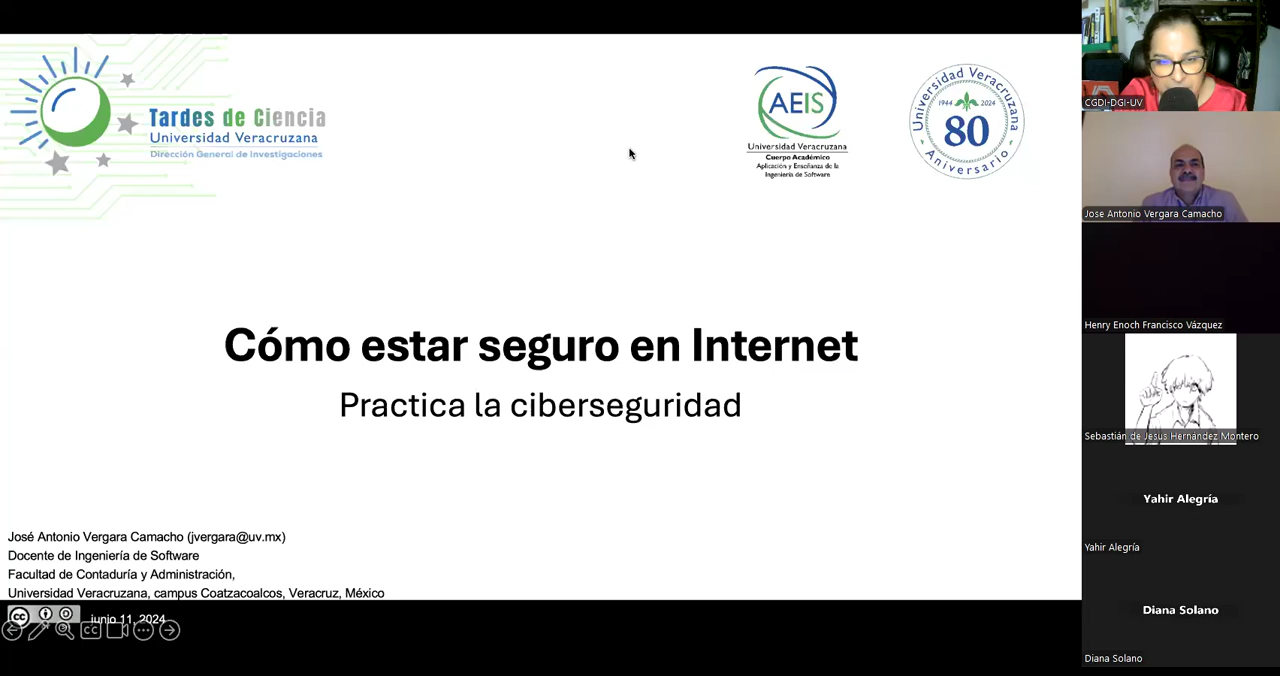 Tardes de Ciencia
Universidad Veracruzana
Dirección General de Investigaciones
AEIS
Universidad Veracruzana
Cuerpo Académico
Aplicación y Enseñanza de la
Ingeniería de Software
Universidad Veracruzana
1944 2024
80
Aniversario
Cómo estar seguro en Internet
Practica la ciberseguridad
José Antonio Vergara Camacho (jvergara@uv.mx)
Docente de Ingeniería de Software
Facultad de Contaduría y Administración,
Universidad Veracruzana, campus Coatzacoalcos, Veracruz, México
cc
junio 11, 2024
CC
CGDI-DGI-UV
Jose Antonio Vergara Camacho
Henry Enoch Francisco Vázquez
Sebastián de Jesus Hernández Montero
Yahir Alegría
Yahir Alegría
Diana Solano
Diana Solano